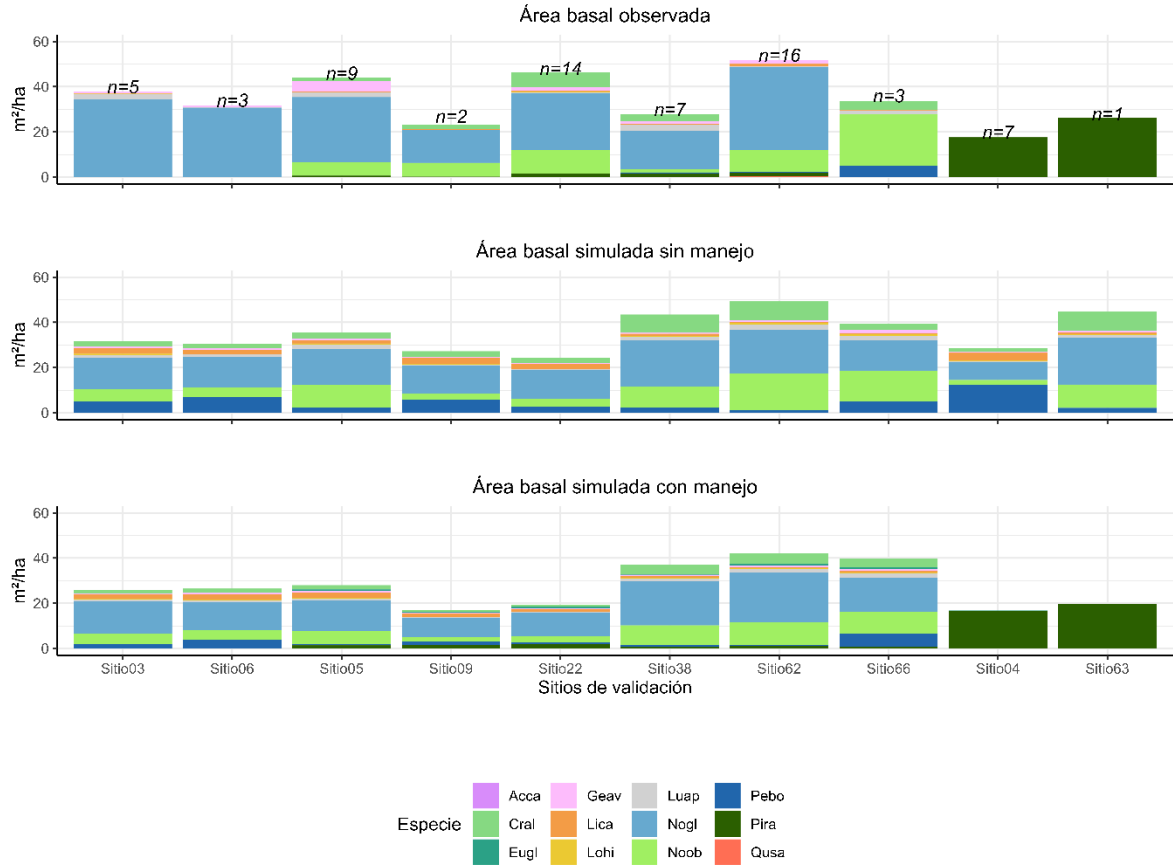 Área basal observada
60
40
20
0
m²/ha
n=5
n=3
n=9
n=2
n=14
n=7
n=16
n=3
n=7
n=1
Área basal simulada sin manejo
60
40
20
0
m²/ha
Área basal simulada con manejo
60
40
20
0
m²/ha
Sitio03 Sitio06 Sitio05 Sitio09 Sitio22 Sitio38 Sitio62 Sitio66 Sitio04 Sitio63
Sitios de validación
Especie
Acca Geav Luap Pebo
Cral Lica Nogl Pira
Eugl Lohi Noob Qusa